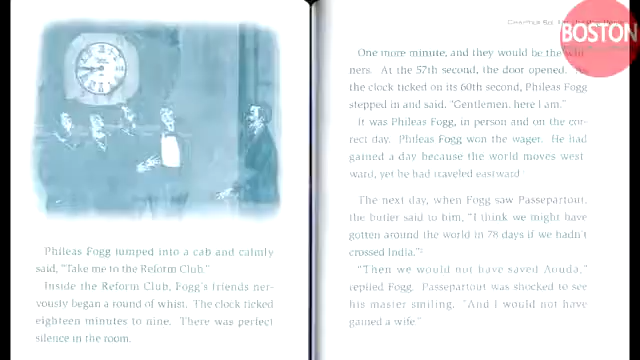 Phileas Fogg jumped into a cab and calmly
said, "Take me to the Reform Club."
Inside the Reform Club, Fogg's friends ner-
vously began a round of whist. The clock ticked
eighteen minutes to nine. There was perfect
silence in the room.
BOSTON
One more minute, and they would be the win-
ners. At the 57th second, the door opened. As
the clock ticked on its 60th second, Phileas Fogg
stepped in and said, "Gentlemen, here I am."
It was Phileas Fogg, in person and on the cor-
rect day. Phileas Fogg won the wager. He had
gained a day because the world moves west-
ward, yet he had traveled eastward.
The next day, when Fogg saw Passepartout,
the butler said to him, "I think we might have
gotten around the world in 78 days if we hadn't
crossed India."
"Then we would not have saved Aouda,"
replied Fogg. Passepartout was shocked to see
his master smiling. "And I would not have
gained a wife."